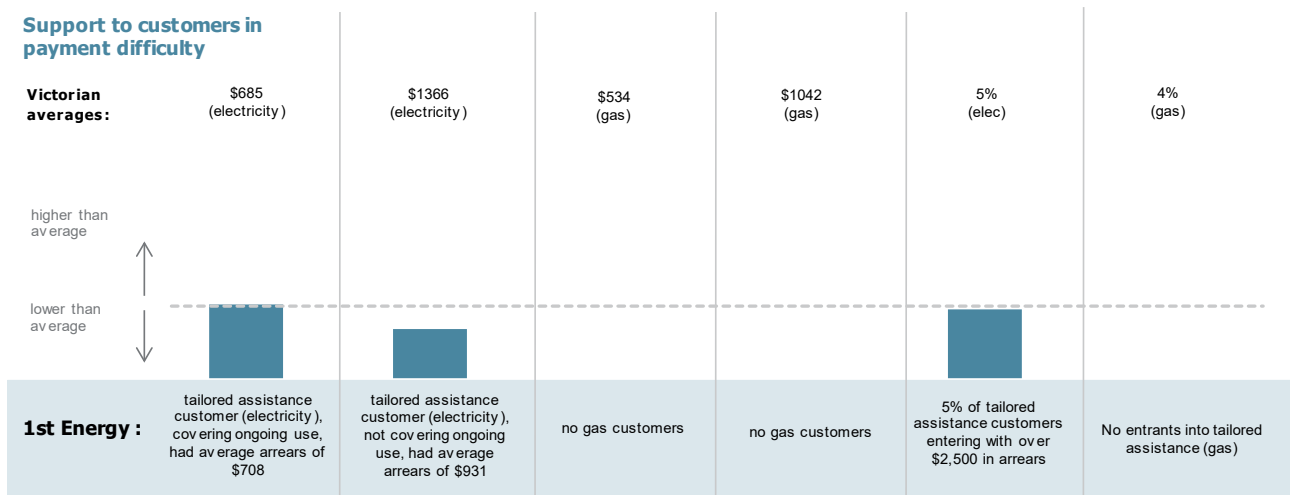 Support to customers in
payment difficulty
Victorian
averages:
$685
(electricity)
$1366
(electricity)
$534
(gas)
$1042
(gas)
5%
(elec)
4%
(gas)
higher than
average
lower than
average
1st Energy :
tailored assistance
customer (electricity),
covering ongoing use,
had average arrears of
$708
tailored assistance
customer (electricity),
not covering ongoing
use, had average
arrears of $931
no gas customers
no gas customers
5% of tailored
assistance customers
entering with over
$2,500 in arrears
No entrants into tailored
assistance (gas)